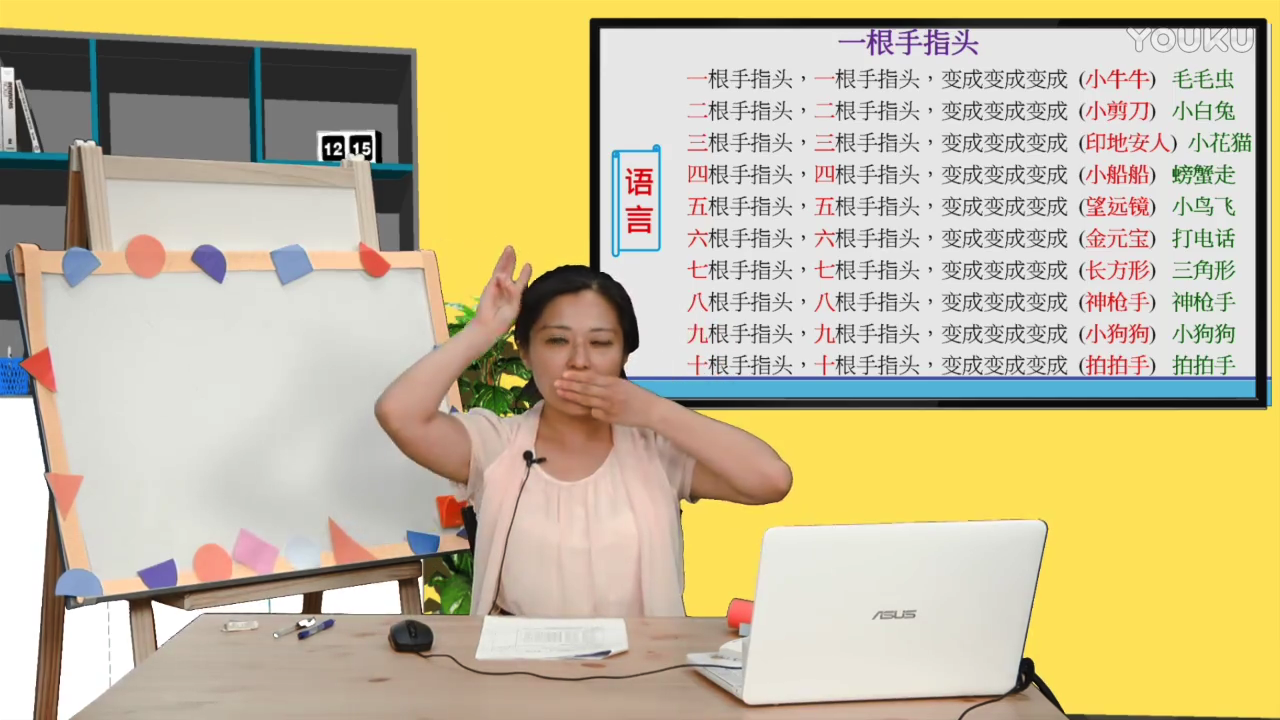 YOUKU
一根手指头
一根手指头，一根手指头，变成变成变成 (小牛牛) 毛毛虫
二根手指头，二根手指头，变成变成变成 (小剪刀) 小白兔
三根手指头，三根手指头，变成变成变成 (印地安人) 小花猫
四根手指头，四根手指头，变成变成变成 (小船船) 螃蟹走
五根手指头，五根手指头，变成变成变成 (望远镜) 小鸟飞
六根手指头，六根手指头，变成变成变成 (金元宝) 打电话
七根手指头，七根手指头，变成变成变成 (长方形) 三角形
八根手指头，八根手指头，变成变成变成 (神枪手) 神枪手
九根手指头，九根手指头，变成变成变成 (小狗狗) 小狗狗
十根手指头，十根手指头，变成变成变成 (拍拍手) 拍拍手
语言
12 15
ASUS